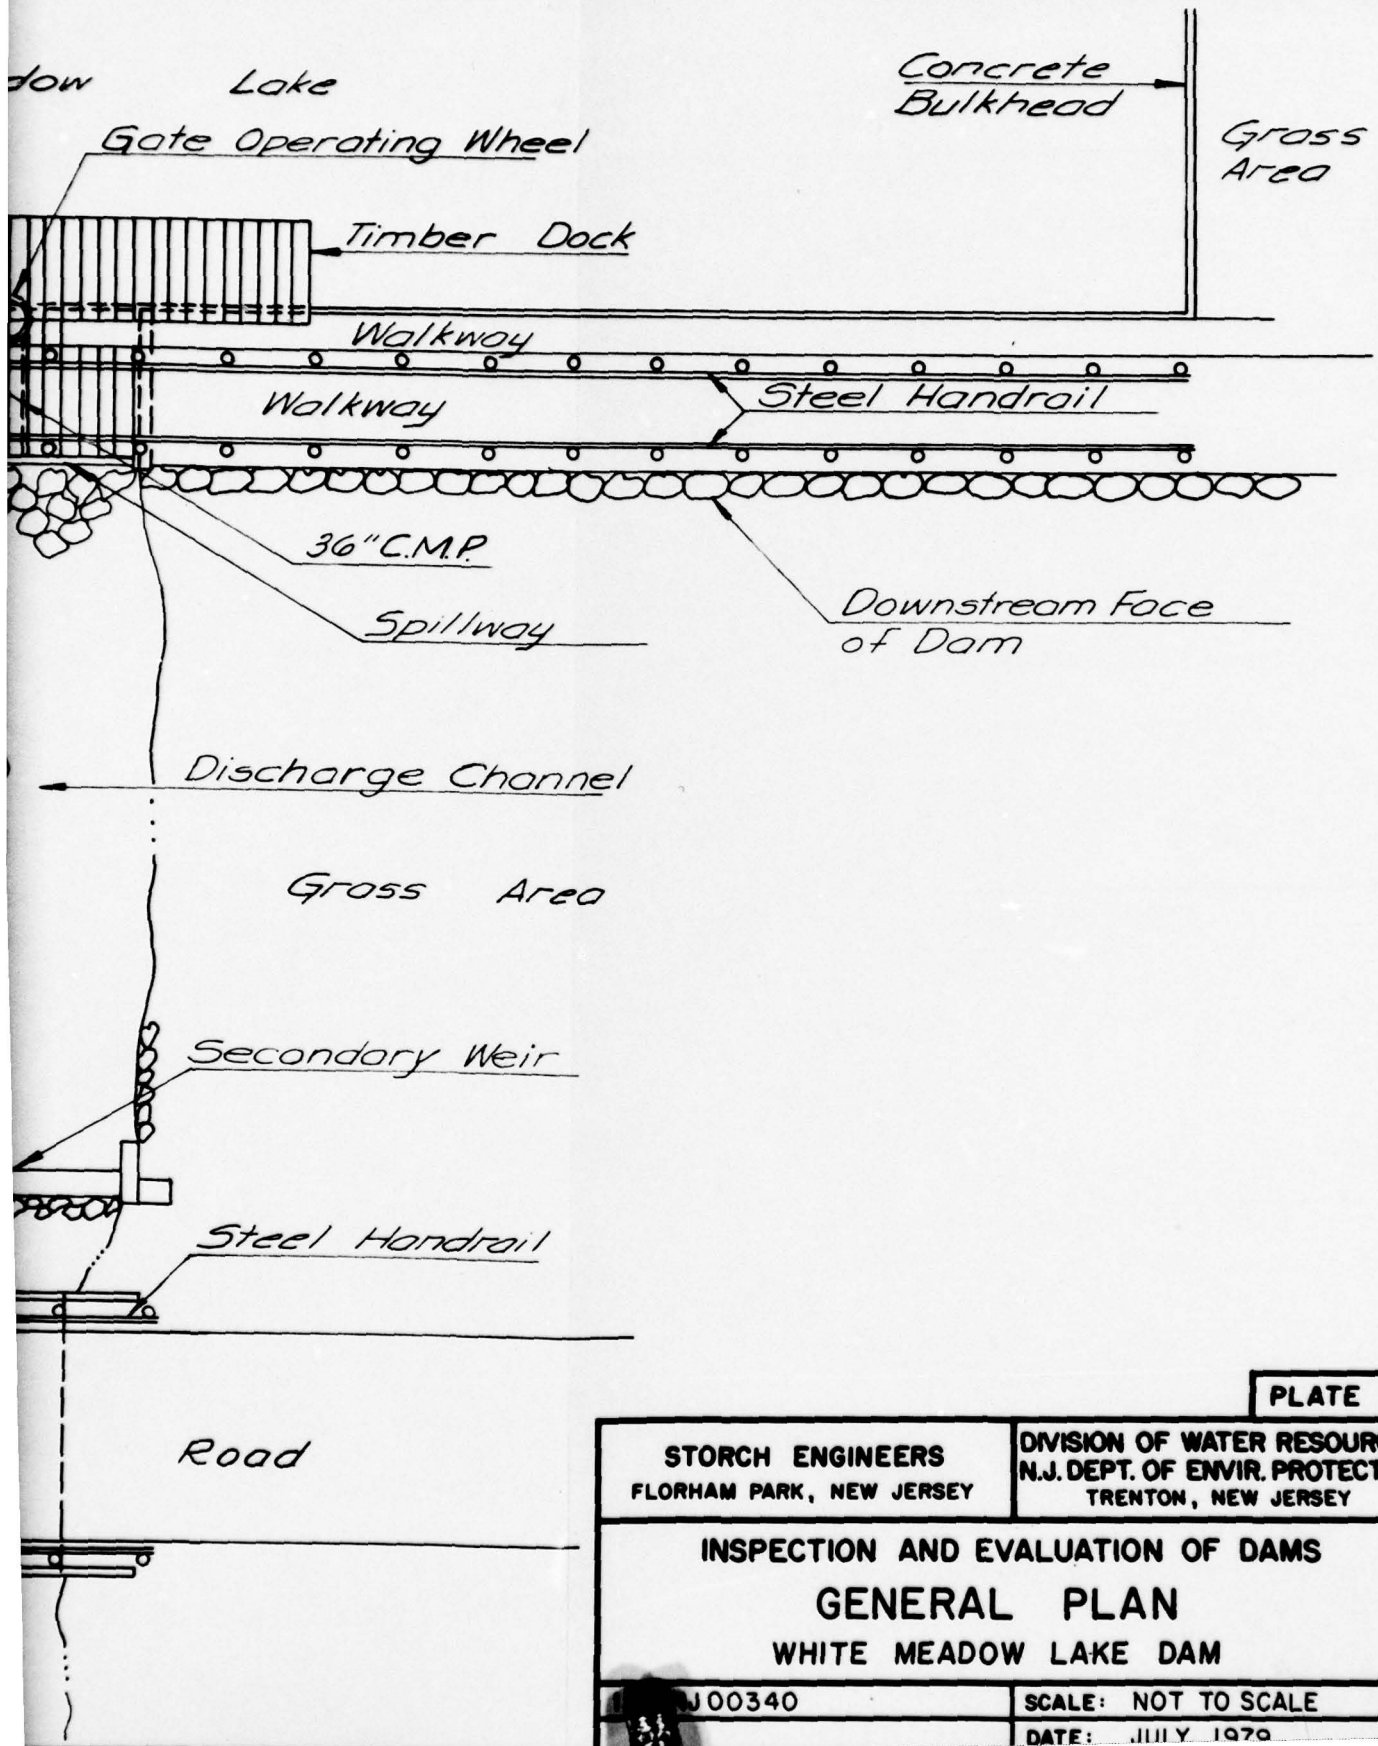 Lake
Concrete
Bulkhead
Grass
Area
Gate Operating Wheel
Timber Dock
Walkway
Walkway
Steel Handrail
36" C.M.P.
Spillway
Downstream Face
of Dam
Discharge Channel
Grass Area
Secondary Weir
Steel Handrail
Road
PLATE
STORCH ENGINEERS
FLORHAM PARK, NEW JERSEY
DIVISION OF WATER RESOUR
N.J. DEPT. OF ENVIR. PROTECT
TRENTON, NEW JERSEY
INSPECTION AND EVALUATION OF DAMS
GENERAL PLAN
WHITE MEADOW LAKE DAM
J 00340
SCALE: NOT TO SCALE
DATE: JULY 1979